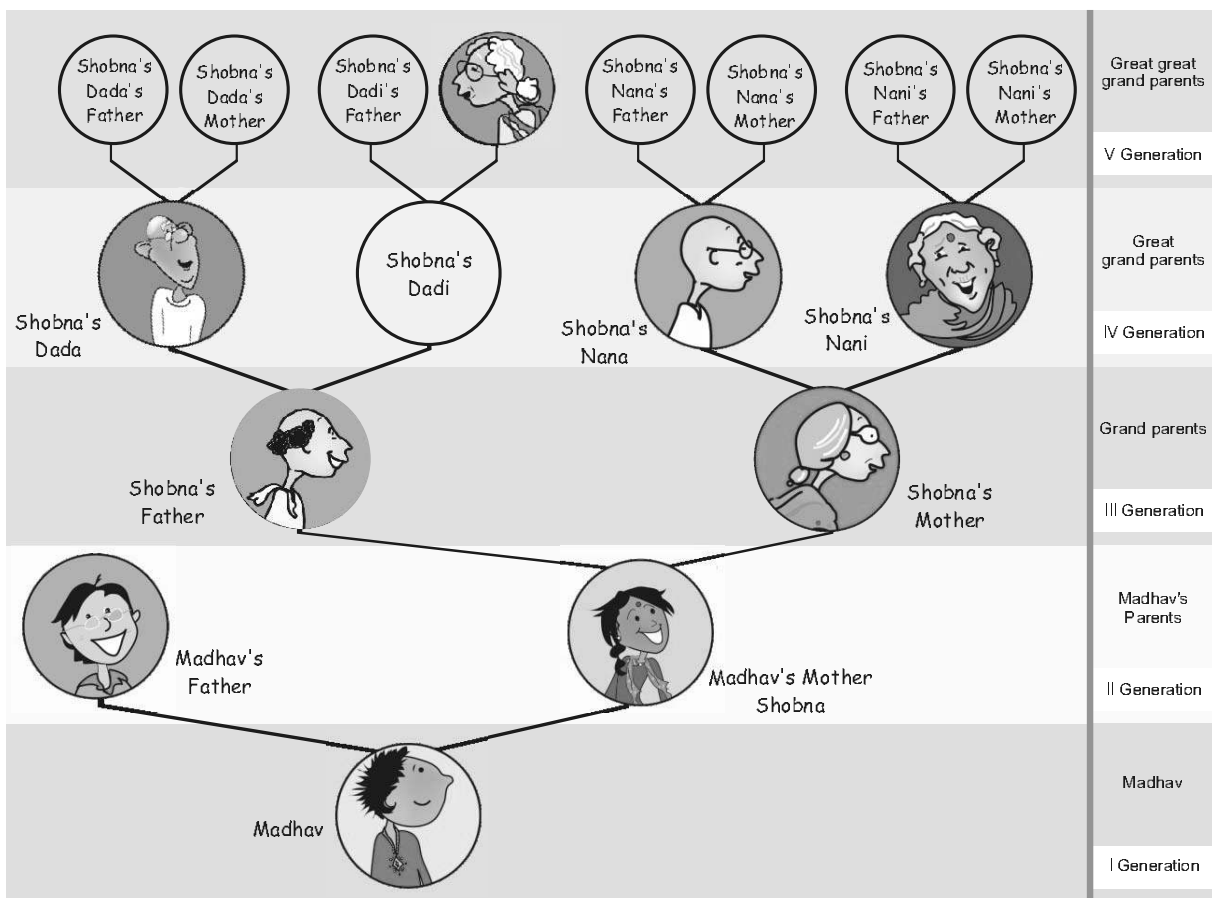 Shobna's
Dada's
Father
Shobna's
Dada's
Mother
Shobna's
Dadi's
Father
Shobna's
Nana's
Father
Shobna's
Nana's
Mother
Shobna's
Nani's
Father
Shobna's
Nani's
Mother
Great great
grand parents
V Generation
Shobna's
Dada
Shobna's
Dadi
Shobna's
Nana
Shobna's
Nani
Great
grand parents
IV Generation
Shobna's
Father
Shobna's
Mother
Grand parents
III Generation
Madhav's
Father
Madhav's Mother
Shobna
Madhav's
Parents
II Generation
Madhav
Madhav
I Generation